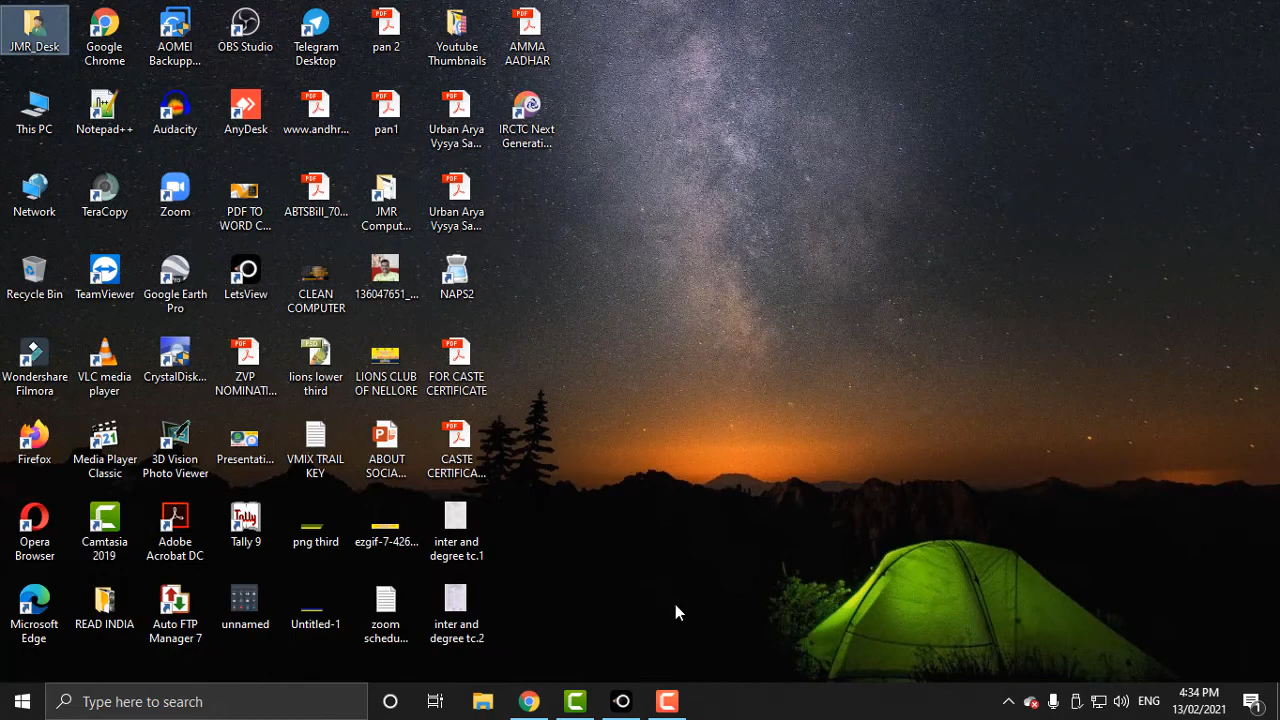 JMR_Desk
Google
Chrome
AOMEI
Backupp...
OBS Studio
Telegram
Desktop
pan 2
Youtube
Thumbnails
AMMA
AADHAR
This PC
Notepad++
Audacity
AnyDesk
www.andhr...
pan1
Urban Arya
Vysya Sa...
IRCTC Next
Generati...
Network
TeraCopy
Zoom
PDF TO
WORD C...
ABTSBill_70...
JMR
Comput...
Urban Arya
Vysya Sa...
Recycle Bin
TeamViewer
Google Earth
Pro
LetsView
CLEAN
COMPUTER
136047651_...
NAPS2
Wondershare
Filmora
VLC media
player
CrystalDisk...
ZVP
NOMINATI...
lions lower
third
LIONS CLUB
OF NELLORE
FOR CASTE
CERTIFICATE
Firefox
Media Player
Classic
3D Vision
Photo Viewer
Presentati...
VMIX TRAIL
KEY
ABOUT
SOCIA...
CASTE
CERTIFICA...
Opera
Browser
Camtasia
2019
Adobe
Acrobat DC
Tally 9
png third
ezgif-7-426...
inter and
degree tc.1
Microsoft
Edge
READ INDIA
Auto FTP
Manager 7
unnamed
Untitled-1
zoom
schedu...
inter and
degree tc.2
Type here to search
ENG
4:34 PM
13/02/2021